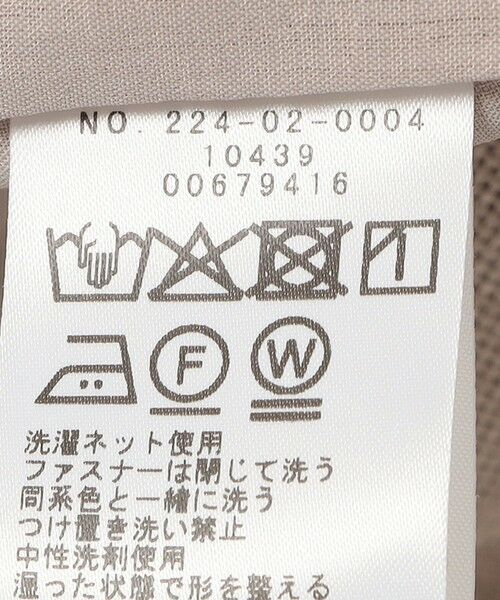 NO. 224-02-0004
10439
00679416
F W
洗濯ネット使用
ファスナーは閉じて洗う
同系色と一緒に洗う
つけ置き洗い禁止
中性洗剤使用
湿った状態で形を整える